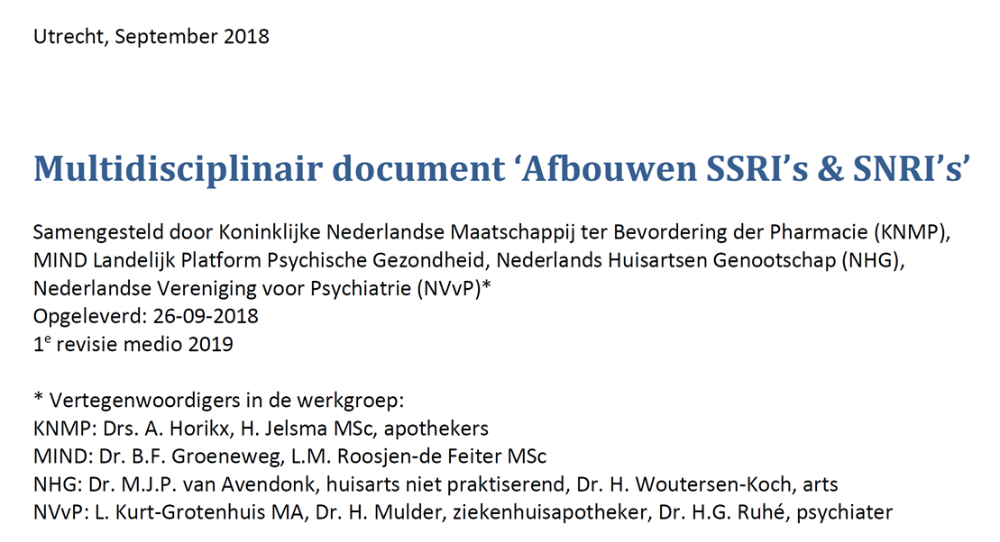 Utrecht, September 2018
Multidisciplinair document ‘Afbouwen SSRI’s & SNRI’s’
Samengesteld door Koninklijke Nederlandse Maatschappij ter Bevordering der Pharmacie (KNMP),
MIND Landelijk Platform Psychische Gezondheid, Nederlands Huisartsen Genootschap (NHG),
Nederlandse Vereniging voor Psychiatrie (NVvP)*
Opgeleverd: 26-09-2018
1e revisie medio 2019
* Vertegenwoordigers in de werkgroep:
KNMP: Drs. A. Horikx, H. Jelsma MSc, apothekers
MIND: Dr. B.F. Groeneweg, L.M. Roosjen-de Feiter MSc
NHG: Dr. M.J.P. van Avendonk, huisarts niet praktiserend, Dr. H. Woutersen-Koch, arts
NVvP: L. Kurt-Grotenhuis MA, Dr. H. Mulder, ziekenhuisapotheker, Dr. H.G. Ruhé, psychiater